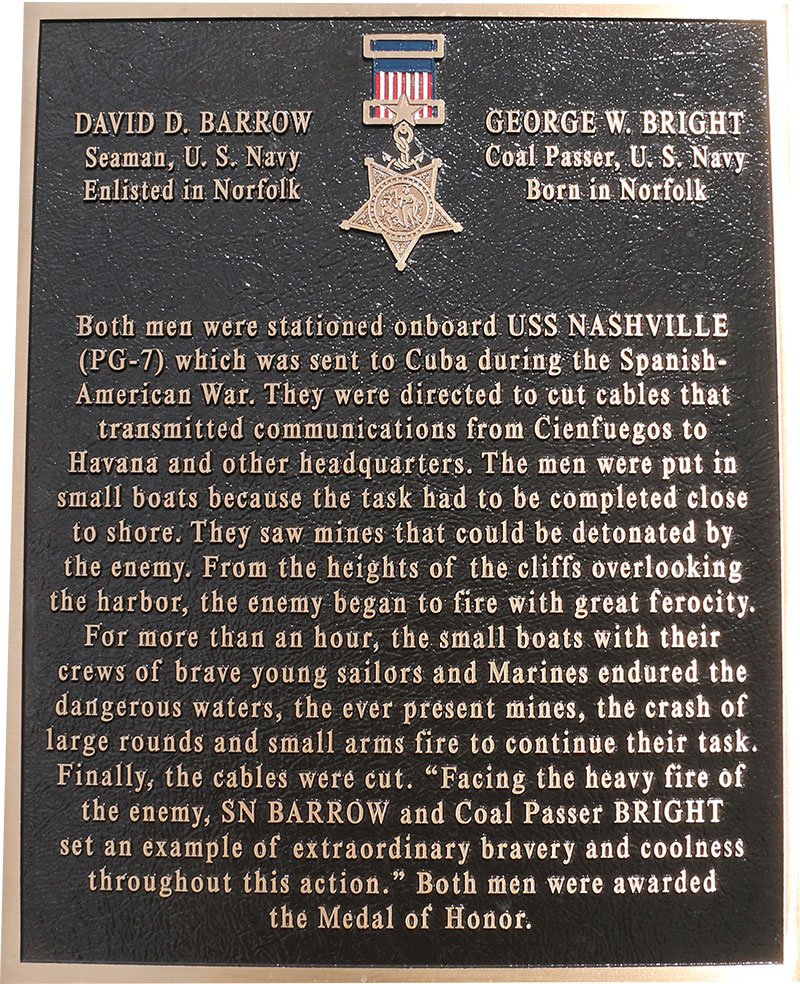 DAVID D. BARROW
Seaman, U. S. Navy
Enlisted in Norfolk
GEORGE W. BRIGHT
Coal Passer, U. S. Navy
Born in Norfolk
Both men were stationed onboard USS NASHVILLE
(PG-7) which was sent to Cuba during the Spanish-
American War. They were directed to cut cables that
transmitted communications from Cienfuegos to
Havana and other headquarters. The men were put in
small boats because the task had to be completed close
to shore. They saw mines that could be detonated by
the enemy. From the heights of the cliffs overlooking
the harbor, the enemy began to fire with great ferocity.
For more than an hour, the small boats with their
crews of brave young sailors and Marines endured the
dangerous waters, the ever present mines, the crash of
large rounds and small arms fire to continue their task.
Finally, the cables were cut. “Facing the heavy fire of
the enemy, SN BARROW and Coal Passer BRIGHT
set an example of extraordinary bravery and coolness
throughout this action.” Both men were awarded
the Medal of Honor.